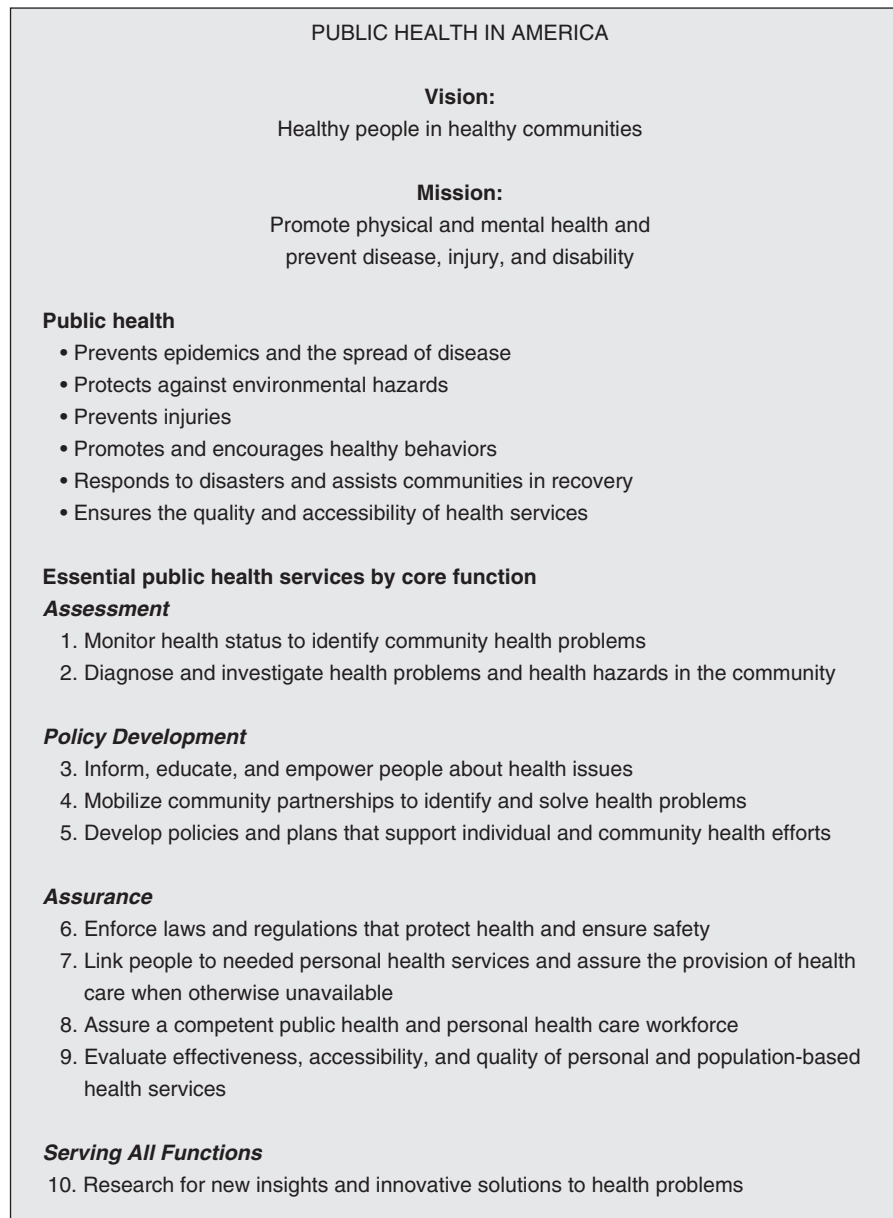 PUBLIC HEALTH IN AMERICA
Vision:
Healthy people in healthy communities
Mission:
Promote physical and mental health and
prevent disease, injury, and disability
Public health
• Prevents epidemics and the spread of disease
• Protects against environmental hazards
• Prevents injuries
• Promotes and encourages healthy behaviors
• Responds to disasters and assists communities in recovery
• Ensures the quality and accessibility of health services
Essential public health services by core function
Assessment
1. Monitor health status to identify community health problems
2. Diagnose and investigate health problems and health hazards in the community
Policy Development
3. Inform, educate, and empower people about health issues
4. Mobilize community partnerships to identify and solve health problems
5. Develop policies and plans that support individual and community health efforts
Assurance
6. Enforce laws and regulations that protect health and ensure safety
7. Link people to needed personal health services and assure the provision of health
care when otherwise unavailable
8. Assure a competent public health and personal health care workforce
9. Evaluate effectiveness, accessibility, and quality of personal and population-based
health services
Serving All Functions
10. Research for new insights and innovative solutions to health problems